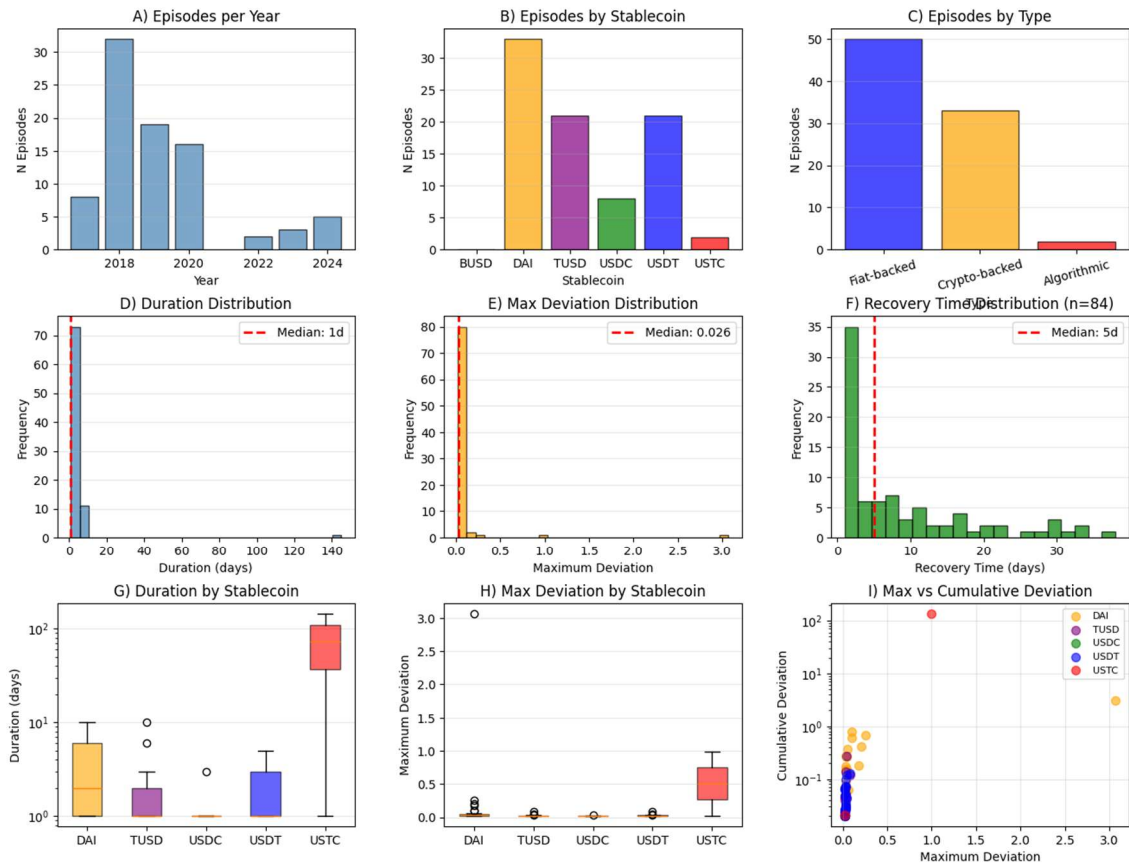 A) Episodes per Year
B) Episodes by Stablecoin
C) Episodes by Type
N Episodes
30
25
20
15
10
5
0
2018
2020
2022
2024
Year
N Episodes
30
25
20
15
10
5
0
BUSD
DAI
TUSD
USDC
USDT
USTC
Stablecoin
N Episodes
50
40
30
20
10
0
Fiat-backed
Crypto-backed
Algorithmic
Type
D) Duration Distribution
E) Max Deviation Distribution
F) Recovery Time Distribution (n=84)
Median: 1d
Frequency
70
60
50
40
30
20
10
0
0
20
40
60
80
100
120
140
Duration (days)
Median: 0.026
Frequency
80
70
60
50
40
30
20
10
0
0.0
0.5
1.0
1.5
2.0
2.5
3.0
Maximum Deviation
Median: 5d
Frequency
35
30
25
20
15
10
5
0
0
10
20
30
Recovery Time (days)
G) Duration by Stablecoin
H) Max Deviation by Stablecoin
I) Max vs Cumulative Deviation
Duration (days)
10²
10¹
10⁰
DAI
TUSD
USDC
USDT
USTC
Maximum Deviation
3.0
2.5
2.0
1.5
1.0
0.5
0.0
DAI
TUSD
USDC
USDT
USTC
Cumulative Deviation
10²
10¹
10⁰
10⁻¹
DAI
TUSD
USDC
USDT
USTC
0.0
0.5
1.0
1.5
2.0
2.5
3.0
Maximum Deviation